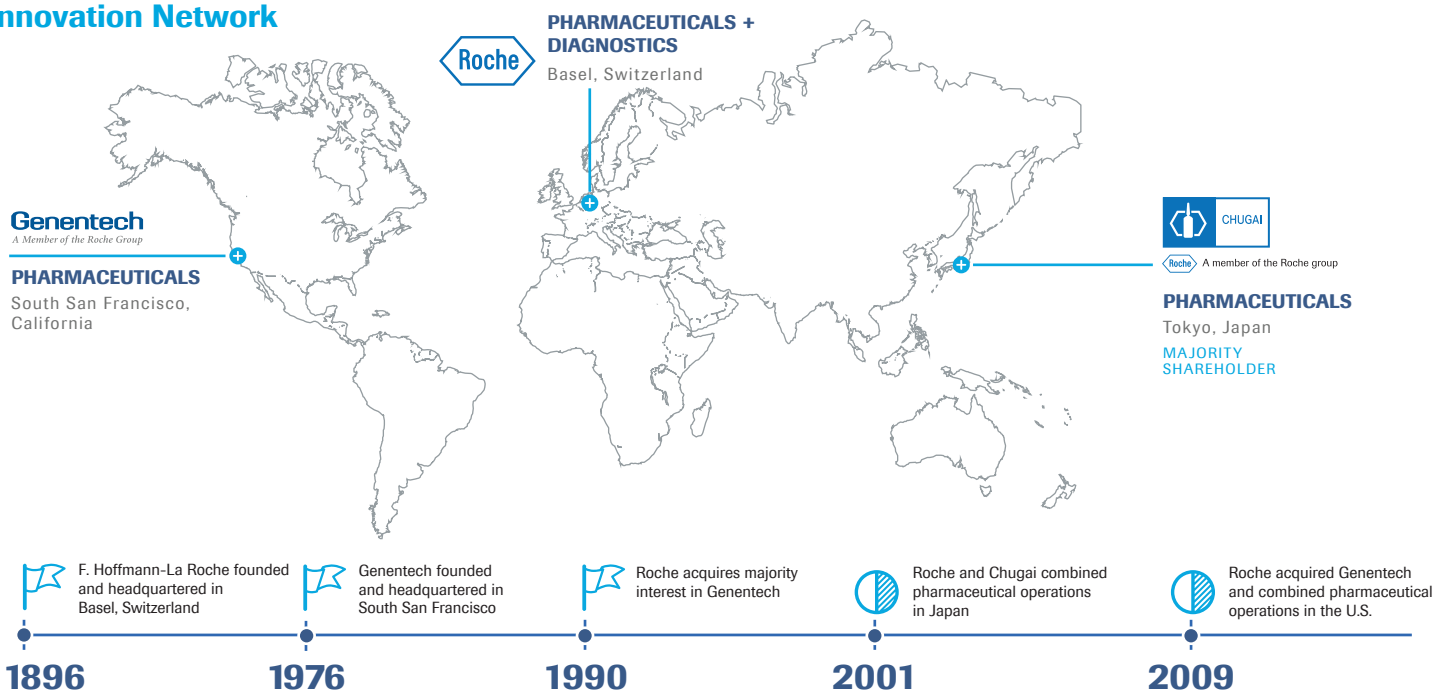 nnovation Network
PHARMACEUTICALS +
DIAGNOSTICS
Basel, Switzerland
Roche
Genentech
A Member of the Roche Group
PHARMACEUTICALS
South San Francisco,
California
CHUGAI
Roche A member of the Roche group
PHARMACEUTICALS
Tokyo, Japan
MAJORITY
SHAREHOLDER
F. Hoffmann-La Roche founded
and headquartered in
Basel, Switzerland
Genentech founded
and headquartered in
South San Francisco
Roche acquires majority
interest in Genentech
Roche and Chugai combined
pharmaceutical operations
in Japan
Roche acquired Genentech
and combined pharmaceutical
operations in the U.S.
1896
1976
1990
2001
2009